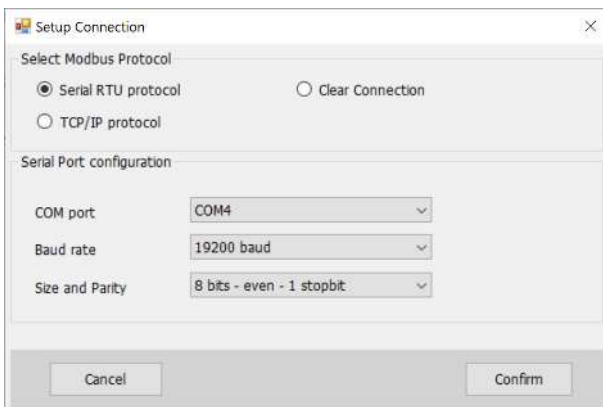 Setup Connection
Select Modbus Protocol
Serial RTU protocol Clear Connection
TCP/IP protocol
Serial Port configuration
COM port COM4
Baud rate 19200 baud
Size and Parity 8 bits - even - 1 stopbit
Cancel Confirm